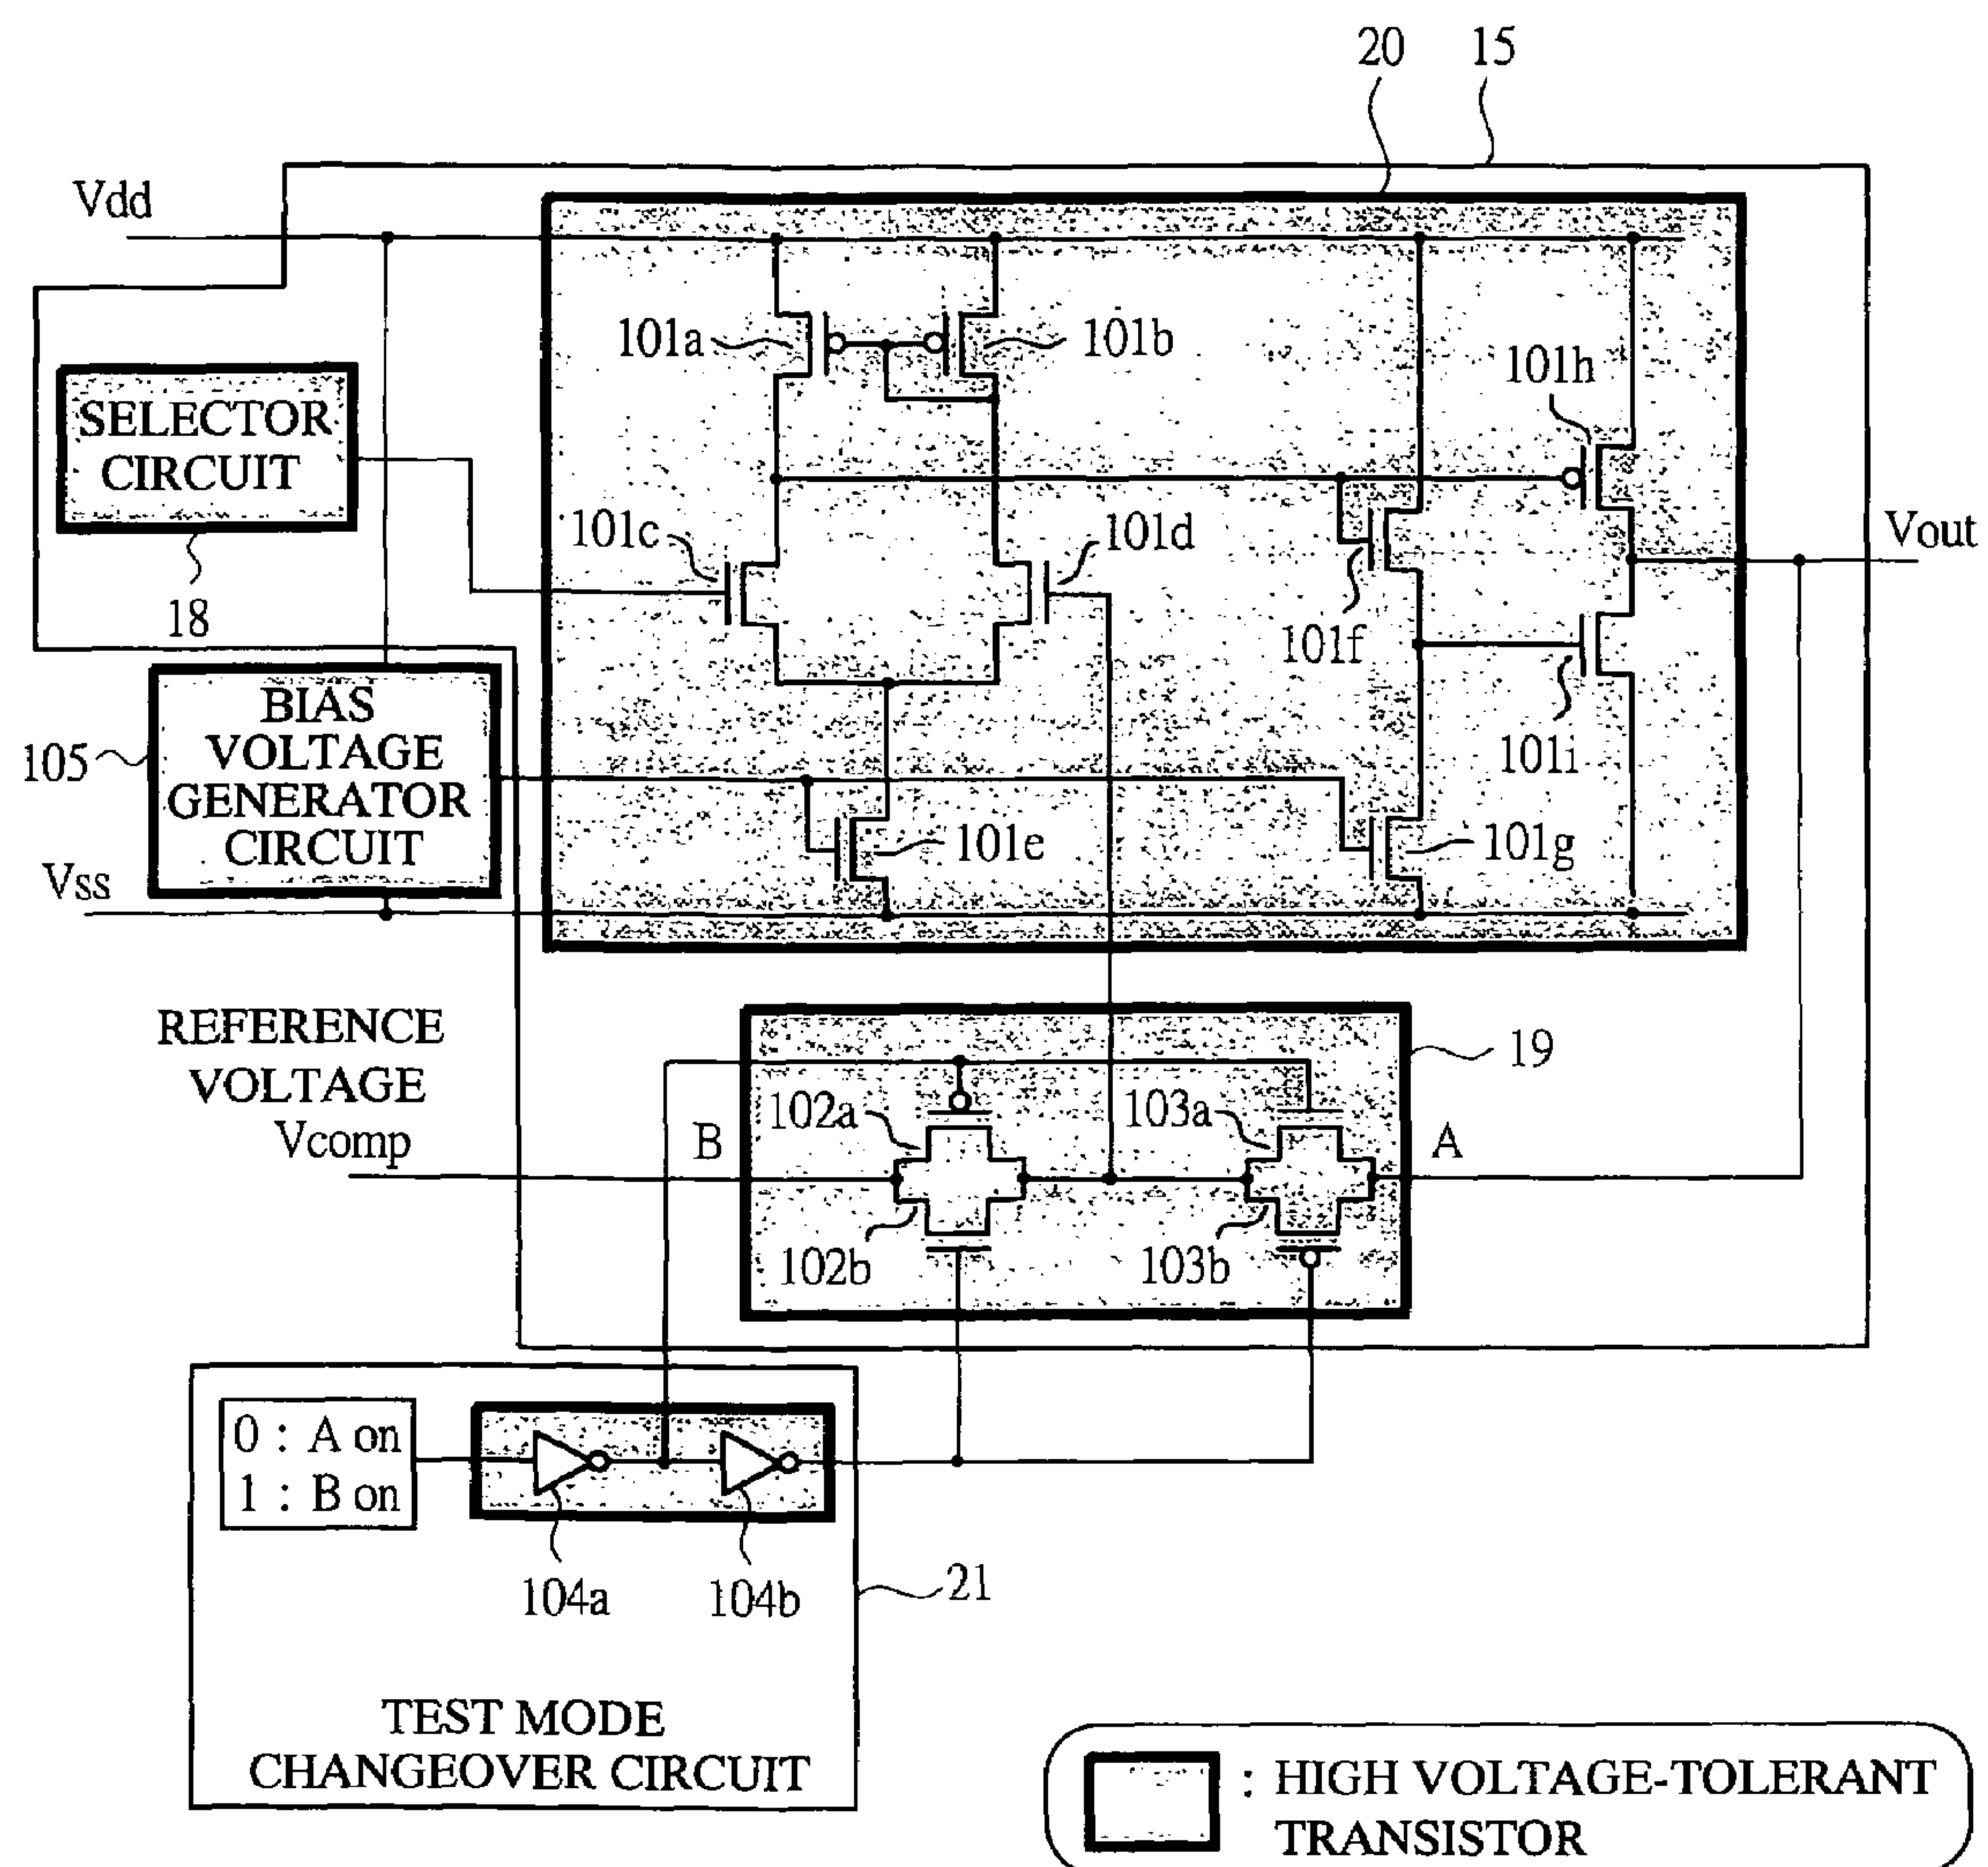 20
15
Vdd
101a
101b
101h
SELECTOR
CIRCUIT
101c
101d
Vout
18
101f
BIAS
VOLTAGE
GENERATOR
CIRCUIT
105
101i
101e
101g
Vss
REFERENCE
VOLTAGE
Vcomp
19
102a
103a
B
A
102b
103b
0 : A on
1 : B on
104a
104b
21
TEST MODE
CHANGEOVER CIRCUIT
: HIGH VOLTAGE-TOLERANT
TRANSISTOR